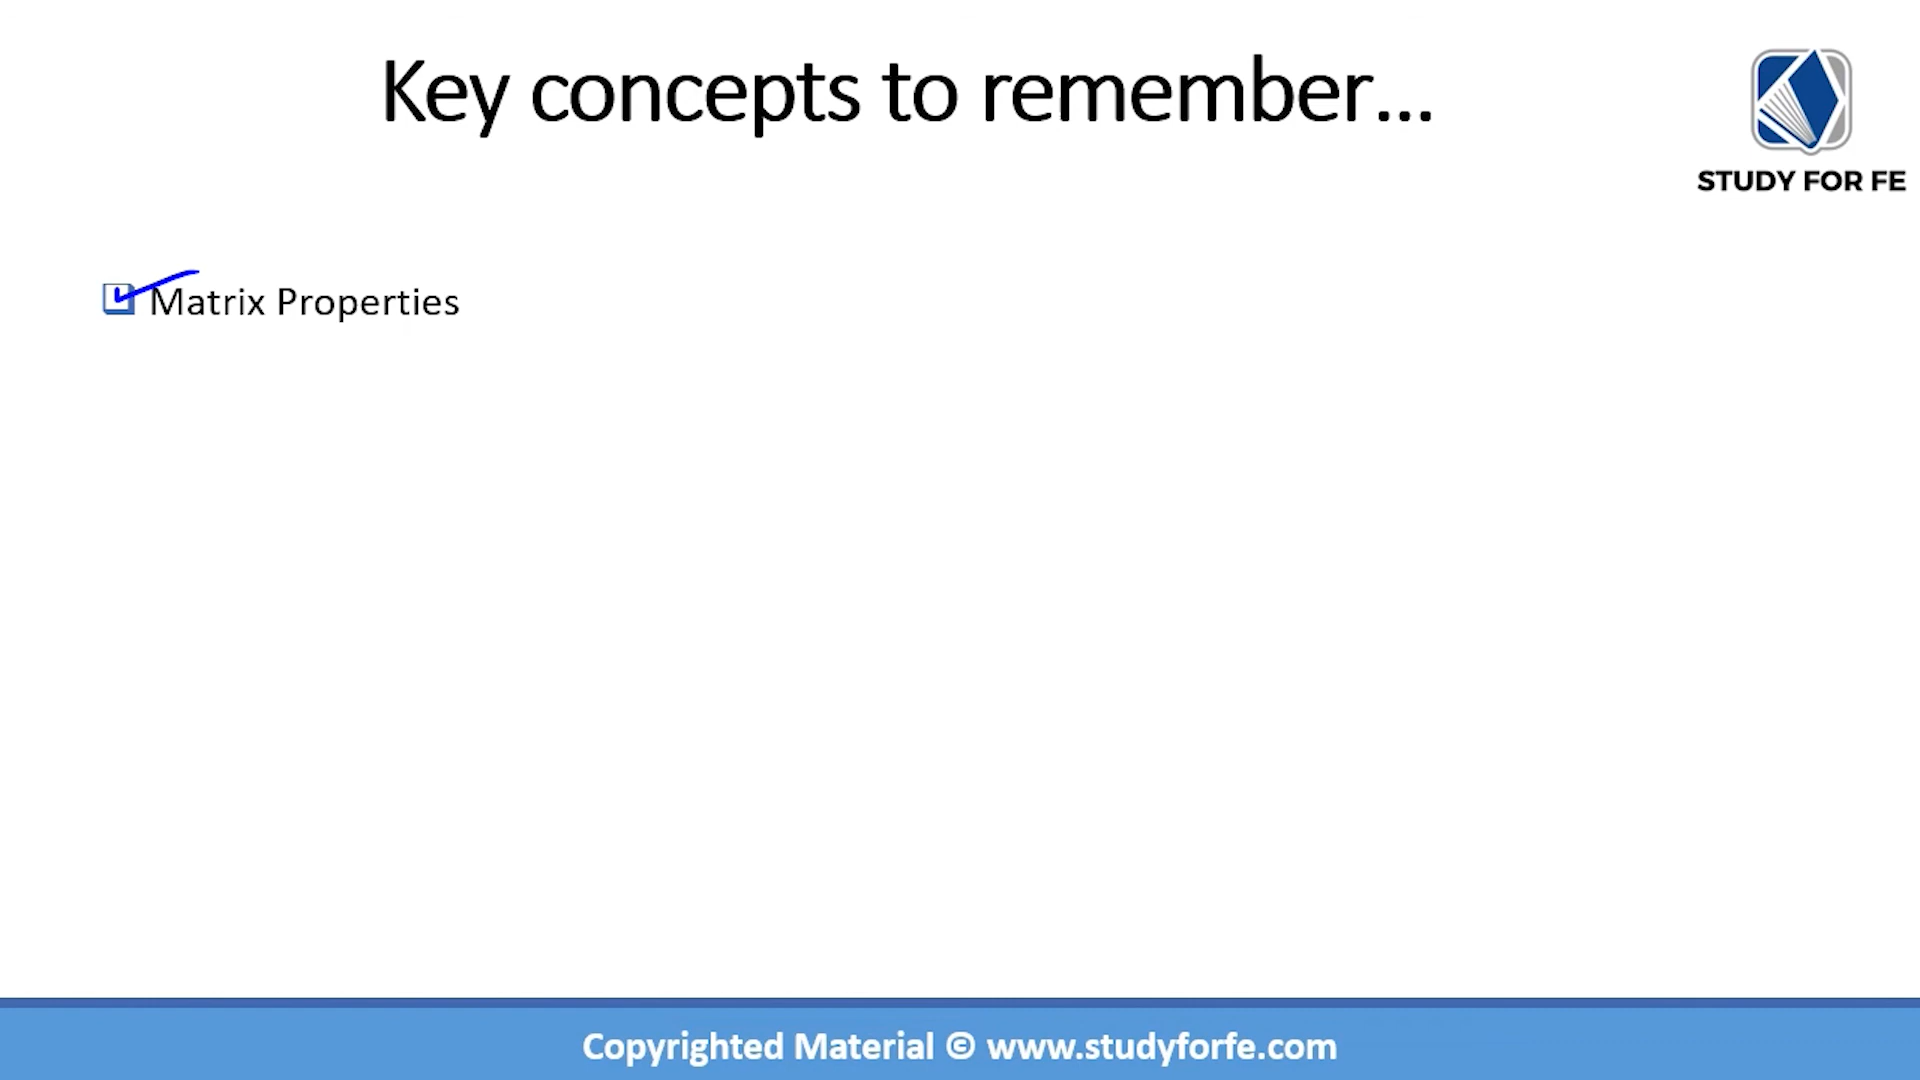 Key concepts to remember...
STUDY FOR FE
Matrix Properties
Copyrighted Material © www.studyforfe.com